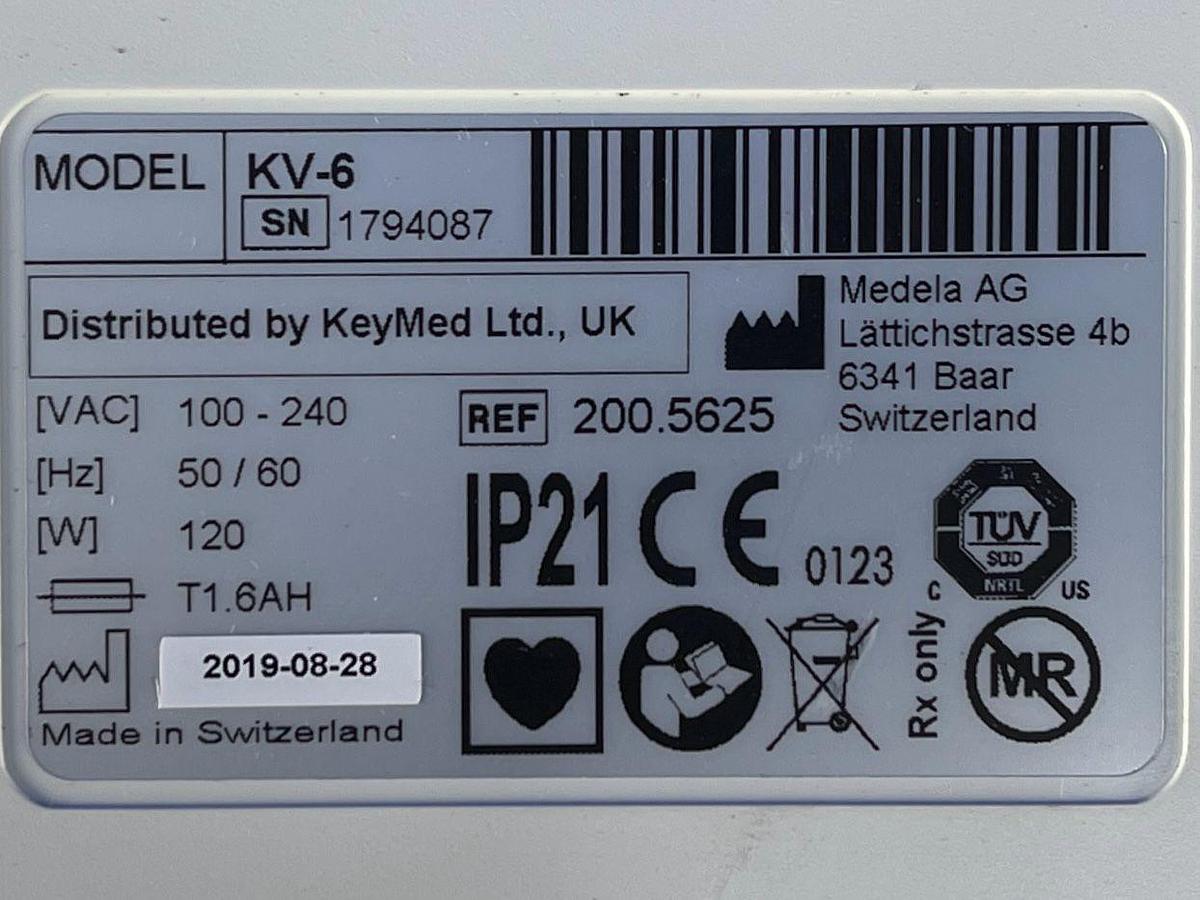 MODEL KV-6
SN 1794087
Distributed by KeyMed Ltd., UK
Medela AG
Lättichstrasse 4b
6341 Baar
Switzerland
[VAC] 100 - 240
REF 200.5625
[Hz] 50 / 60
[W] 120
IP21 CE 0123
TÜV
SÜD
NRTL
C US
T1.6AH
2019-08-28
Made in Switzerland
Rx only
MR